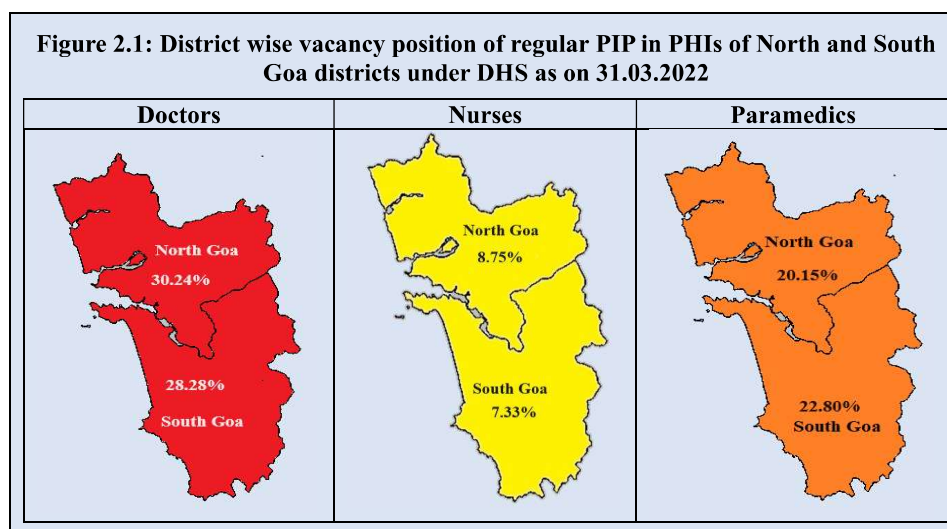 Figure 2.1: District wise vacancy position of regular PIP in PHIs of North and South
Goa districts under DHS as on 31.03.2022
Doctors
Nurses
Paramedics
North Goa
30.24%
28.28%
South Goa
North Goa
8.75%
South Goa
7.33%
North Goa
20.15%
22.80%
South Goa